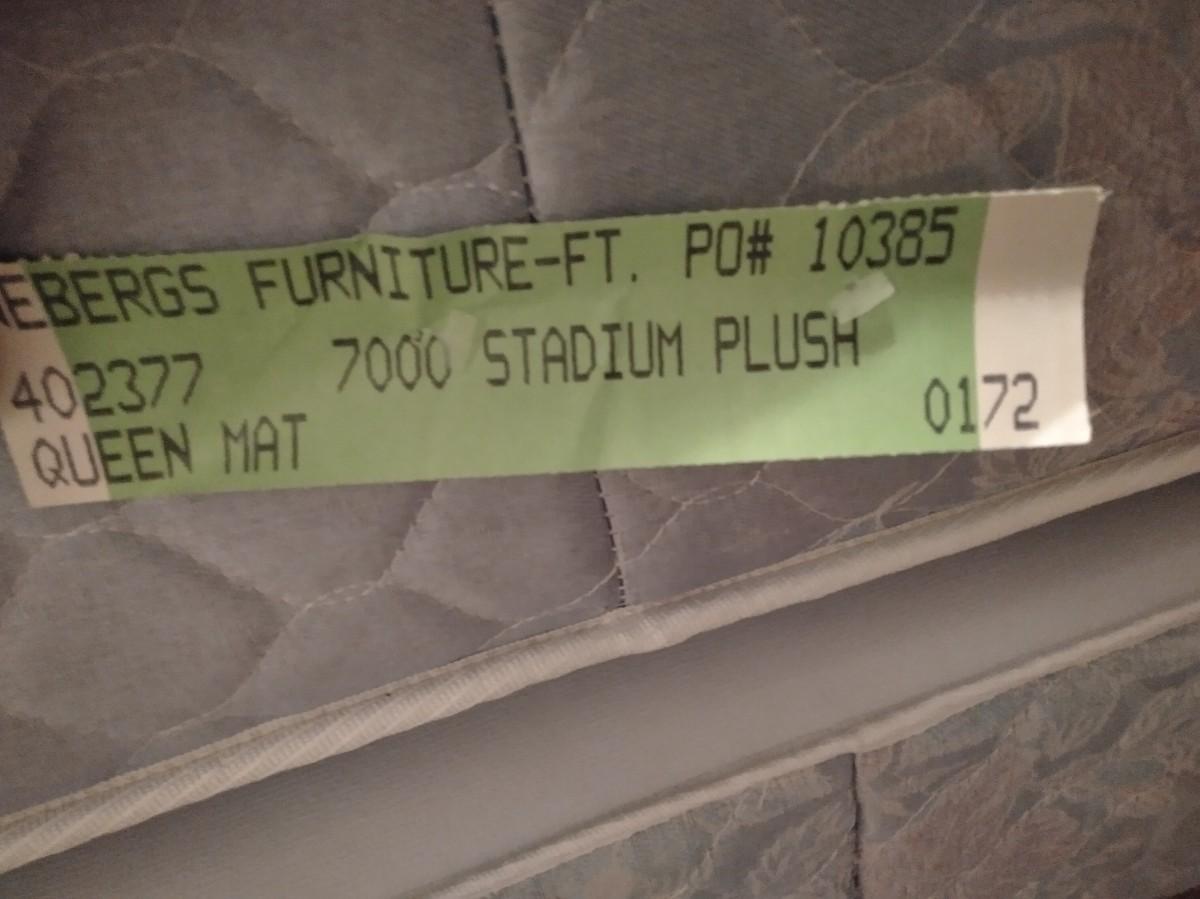 EBERGS FURNITURE-FT. PO# 10385
402377 7000 STADIUM PLUSH
QUEEN MAT 0172